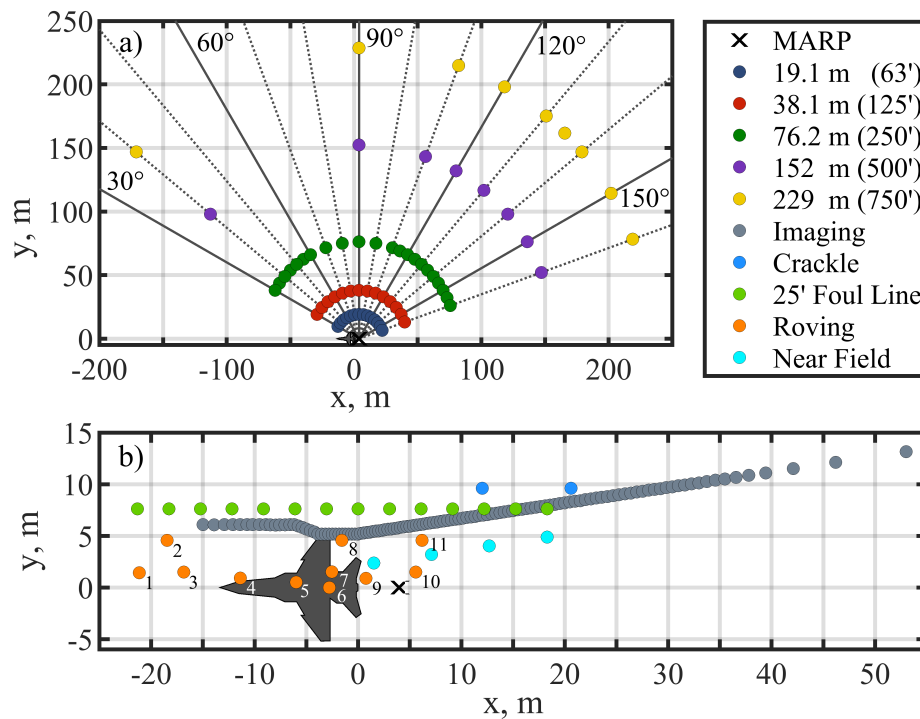 a)
30°
60°
90°
120°
150°
250
200
150
100
50
0
y, m
-200
-100
0
100
200
x, m
MARP
19.1 m (63')
38.1 m (125')
76.2 m (250')
152 m (500')
229 m (750')
Imaging
Crackle
25' Foul Line
Roving
Near Field
b)
15
10
5
0
-5
y, m
1
2
3
4
5
6
7
8
9
10
11
-20
-10
0
10
20
30
40
50
x, m